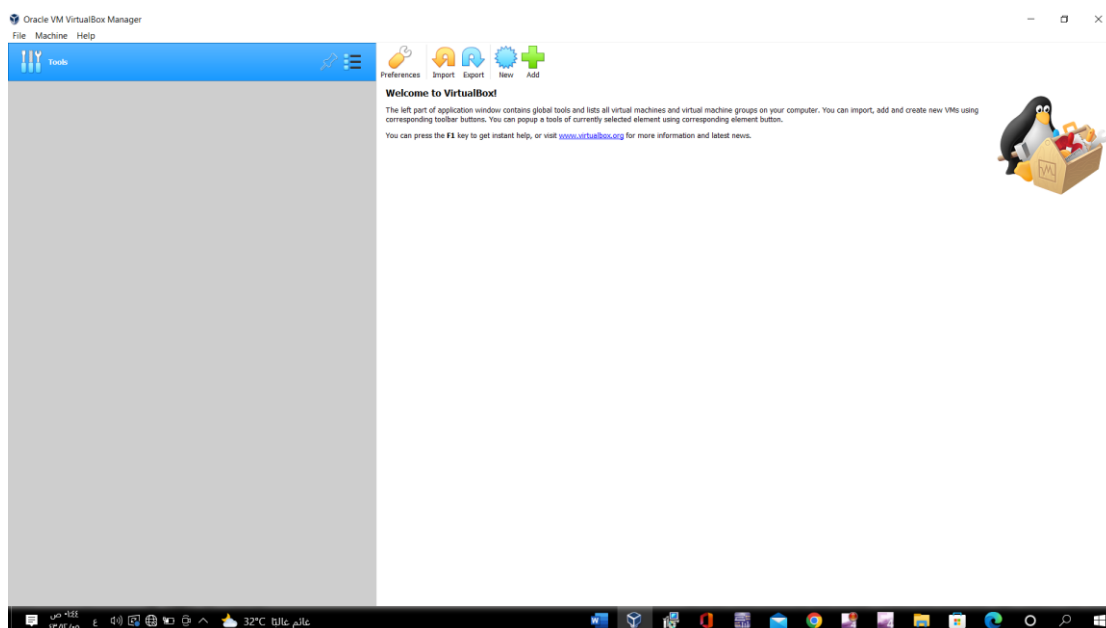 Oracle VM VirtualBox Manager
File Machine Help
Tools
Preferences Import Export New Add
Welcome to VirtualBox!
The left part of application window contains global tools and lists all virtual machines and virtual machine groups on your computer. You can import, add and create new VMs using
corresponding toolbar buttons. You can popup a tools of currently selected element using corresponding element button.
You can press the F1 key to get instant help, or visit www.virtualbox.org for more information and latest news.
ع
32°C غائم غالبًا